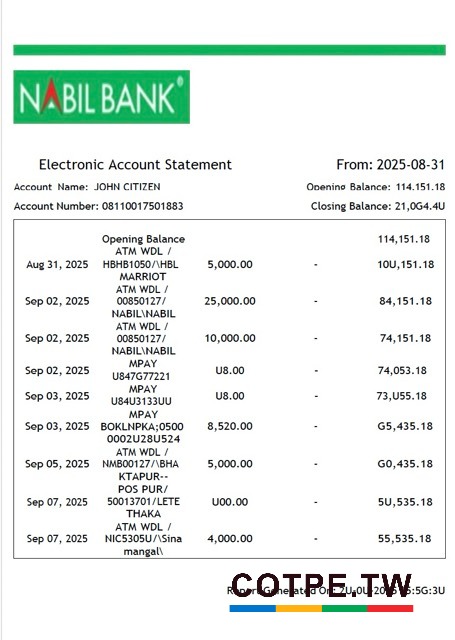 NABIL BANK®
Electronic Account Statement From: 2025-08-31
Account Name: JOHN CITIZEN Opening Balance: 114,151.18
Account Number: 08110017501883 Closing Balance: 21,0G4.4U
Opening Balance 114,151.18
ATM WDL /
Aug 31, 2025 HBHB1050/\HBL 5,000.00 - 10U,151.18
MARRIOT
ATM WDL /
Sep 02, 2025 00850127/ 25,000.00 - 84,151.18
NABIL\NABIL
ATM WDL /
Sep 02, 2025 00850127/ 10,000.00 - 74,151.18
NABIL\NABIL
Sep 02, 2025 MPAY U8.00 - 74,053.18
U847G77221
Sep 03, 2025 MPAY U8.00 - 73,U55.18
U84U3133UU
MPAY
Sep 03, 2025 BOKLNPKA;0500 8,520.00 - G5,435.18
0002U28U524
ATM WDL /
Sep 05, 2025 NMB00127/\BHA 5,000.00 - G0,435.18
KTAPUR--
POS PUR/
Sep 07, 2025 50013701/LETE U00.00 - 5U,535.18
THAKA
ATM WDL /
Sep 07, 2025 NIC5305U/\Sina 4,000.00 - 55,535.18
mangal\
Report Generated On:
COTPE.TW